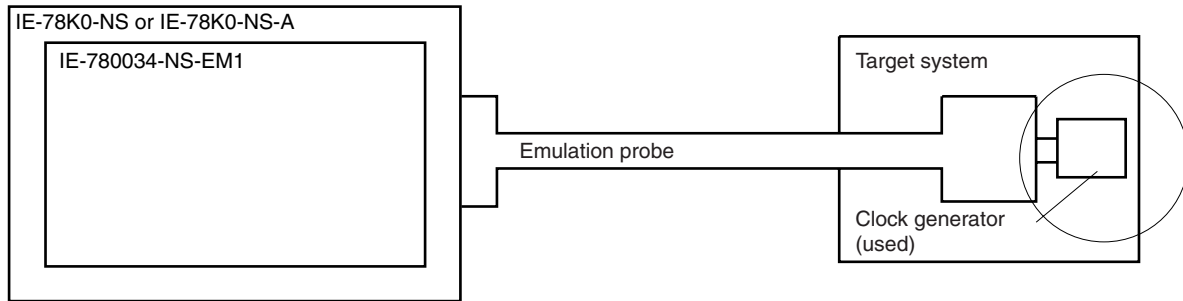 IE-78K0-NS or IE-78K0-NS-A
IE-780034-NS-EM1
Target system
Emulation probe
Clock generator
(used)